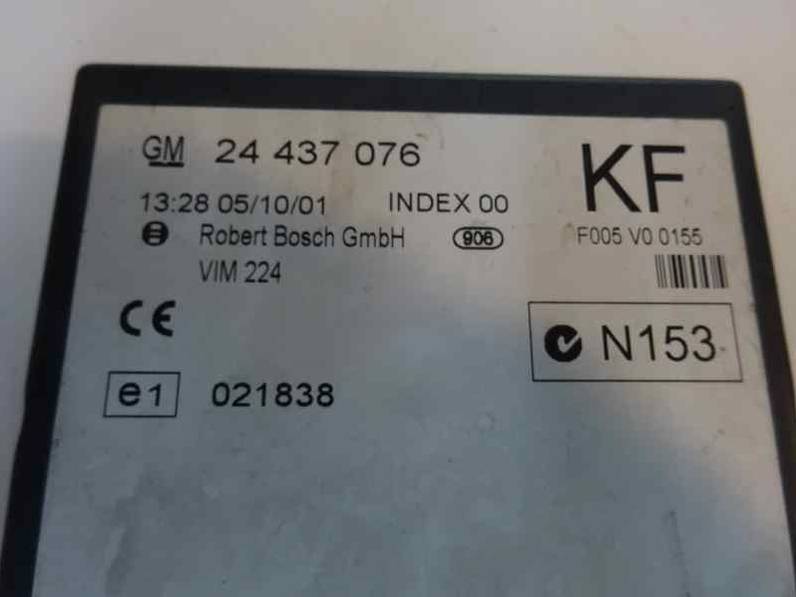 GM 24 437 076
KF
13:28 05/10/01 INDEX 00
Robert Bosch GmbH 906
F005 V0 0155
VIM 224
CE
N153
e1 021838